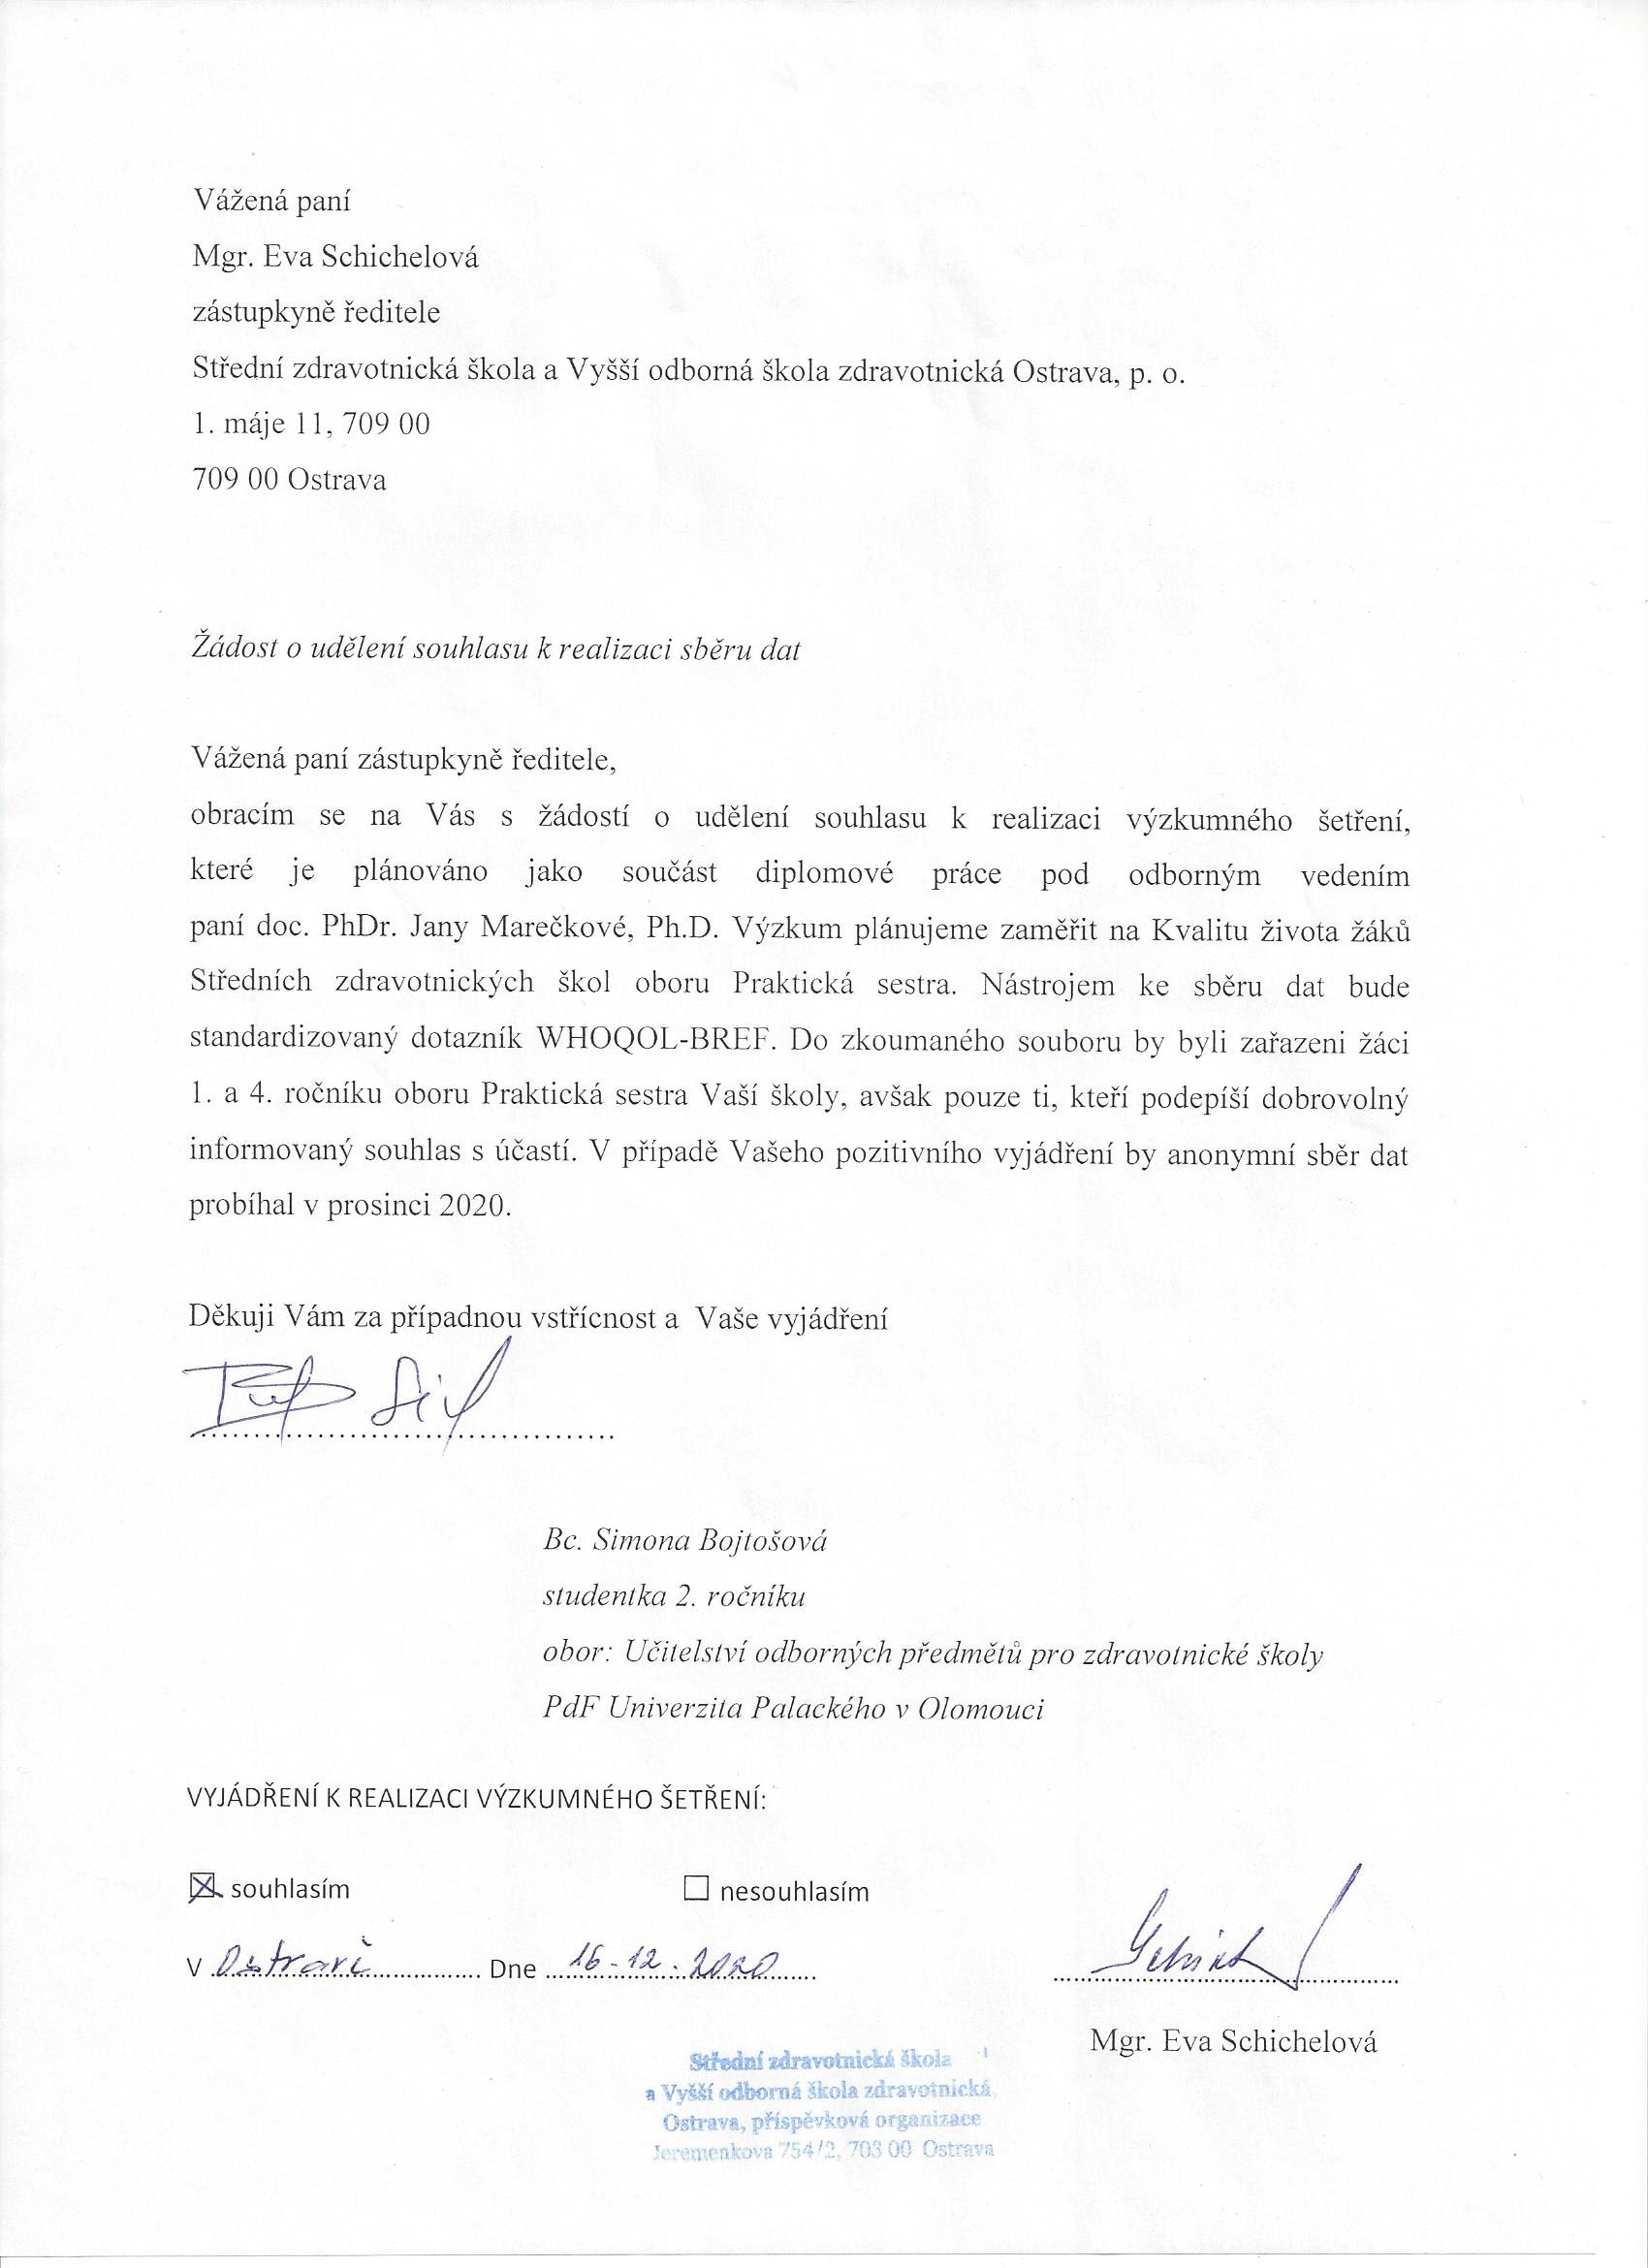 Vážená paní
Mgr. Eva Schichelová
zástupkyně ředitele
Střední zdravotnická škola a Vyšší odborná škola zdravotnická Ostrava, p. o.
1. máje 11, 709 00
709 00 Ostrava
Žádost o udělení souhlasu k realizaci sběru dat
Vážená paní zástupkyně ředitele,
obracím se na Vás s žádostí o udělení souhlasu k realizaci výzkumného šetření,
které je plánováno jako součást diplomové práce pod odborným vedením
paní doc. PhDr. Jany Marečkové, Ph.D. Výzkum plánujeme zaměřit na Kvalitu života žáků
Středních zdravotnických škol oboru Praktická sestra. Nástrojem ke sběru dat bude
standardizovaný dotazník WHOQOL-BREF. Do zkoumaného souboru by byli zařazeni žáci
1. a 4. ročníku oboru Praktická sestra Vaší školy, avšak pouze ti, kteří podepíší dobrovolný
informovaný souhlas s účastí. V případě Vašeho pozitivního vyjádření by anonymní sběr dat
probíhal v prosinci 2020.
Děkuji Vám za případnou vstřícnost a Vaše vyjádření
Bc. Simona Bojtošová
studentka 2. ročníku
obor: Učitelství odborných předmětů pro zdravotnické školy
PdF Univerzita Palackého v Olomouci
VYJÁDŘENÍ K REALIZACI VÝZKUMNÉHO ŠETŘENÍ:
☒ souhlasím ☐ nesouhlasím
V Ostravě Dne 16.12.2020
Mgr. Eva Schichelová
Střední zdravotnická škola
a Vyšší odborná škola zdravotnická,
Ostrava, příspěvková organizace
Jeremenkova 754/2, 703 00 Ostrava